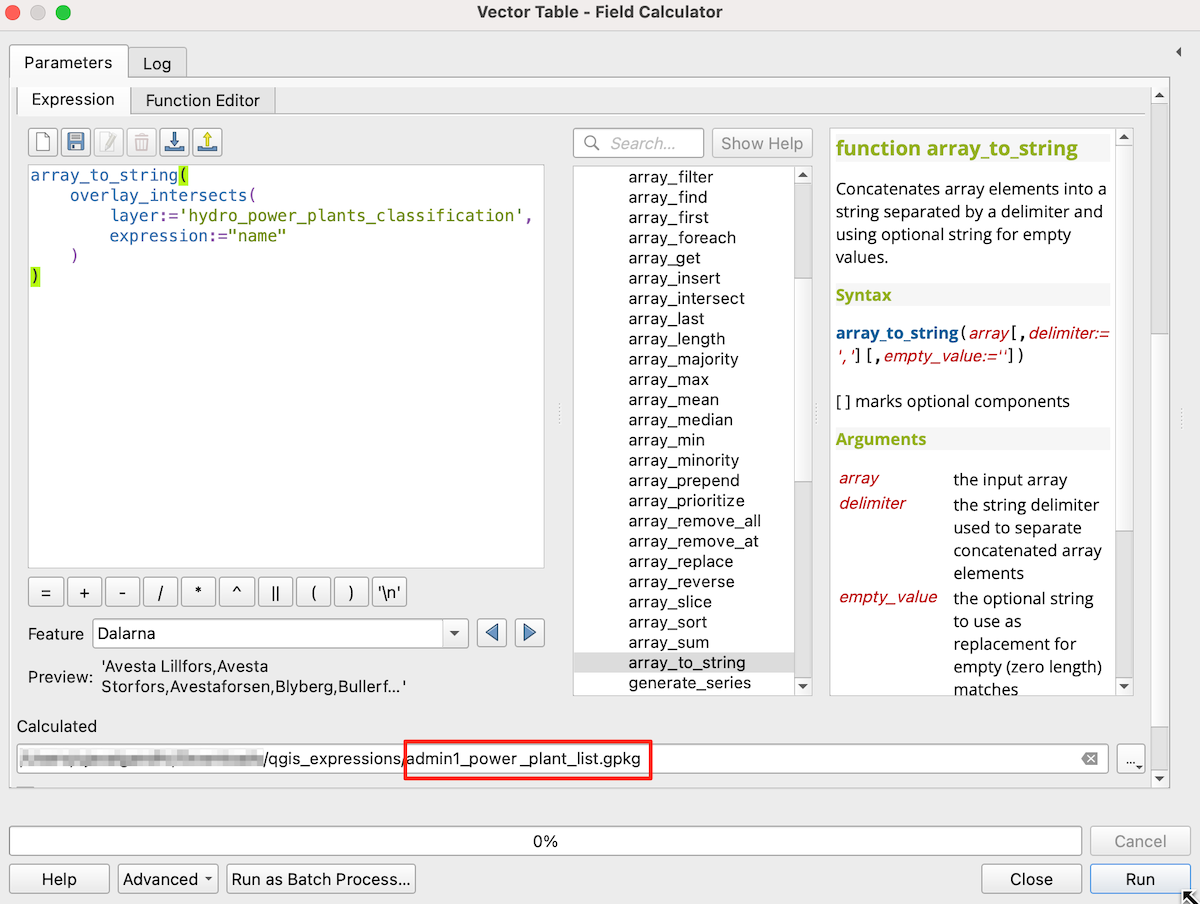 Vector Table - Field Calculator
Parameters
Log
Expression
Function Editor
array_to_string(
overlay_intersects(
layer:='hydro_power_plants_classification',
expression:="name"
)
)
=
+
-
/
*
^
||
(
)
'\n'
Feature
Dalarna
Preview:
'Avesta Lillfors,Avesta
Storfors,Avestaforsen,Blyberg,Bullerf...'
Search...
Show Help
array_filter
array_find
array_first
array_foreach
array_get
array_insert
array_intersect
array_last
array_length
array_majority
array_max
array_mean
array_median
array_min
array_minority
array_prepend
array_prioritize
array_remove_all
array_remove_at
array_replace
array_reverse
array_slice
array_sort
array_sum
array_to_string
generate_series
function array_to_string
Concatenates array elements into a
string separated by a delimiter and
using optional string for empty
values.
Syntax
array_to_string(array[,delimiter:=
','][,empty_value:=''])
[ ] marks optional components
Arguments
array the input array
delimiter the string delimiter
used to separate
concatenated array
elements
empty_value the optional string
to use as
replacement for
empty (zero length)
matches
Calculated
/qgis_expressions/admin1_power _plant_list.gpkg
...
0%
Cancel
Help
Advanced
Run as Batch Process...
Close
Run